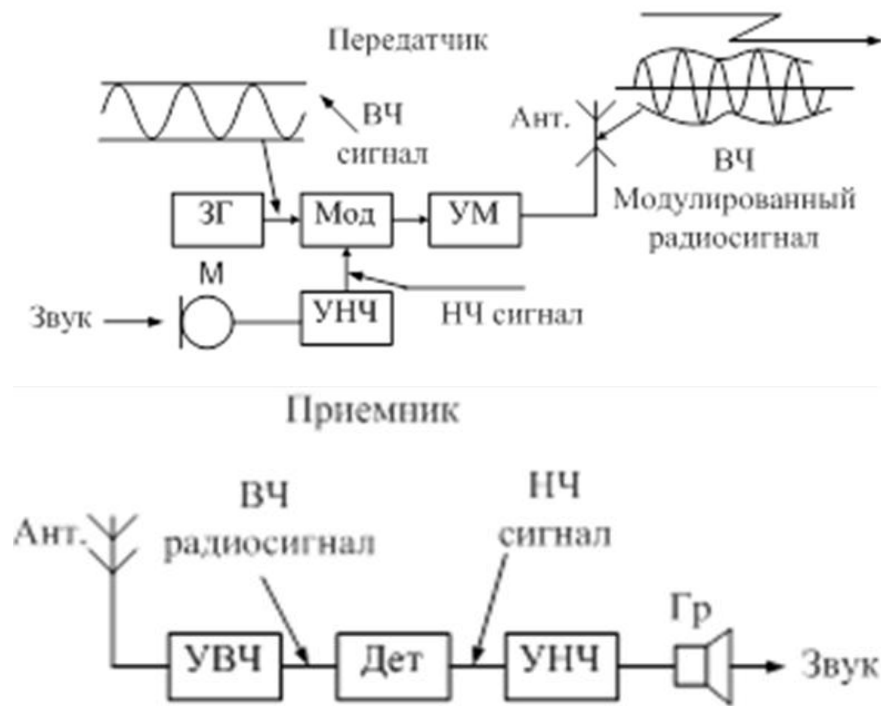 Передатчик
ВЧ
сигнал
Ант.
ВЧ
Модулированный
радиосигнал
ЗГ
Мод
УМ
М
Звук
УНЧ
НЧ сигнал
Приемник
Ант.
ВЧ
радиосигнал
НЧ
сигнал
УВЧ
Дет
УНЧ
Гр
Звук